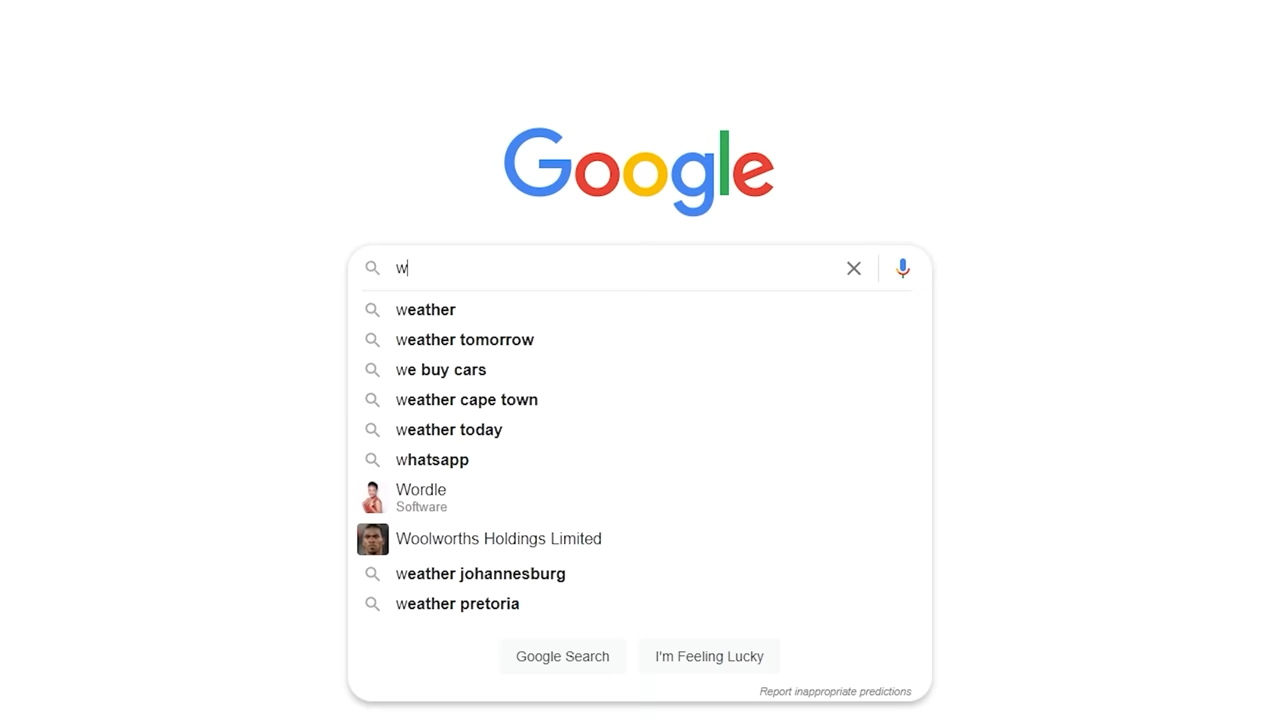 Google
w
weather
weather tomorrow
we buy cars
weather cape town
weather today
whatsapp
Wordle
Software
Woolworths Holdings Limited
weather johannesburg
weather pretoria
Google Search
I'm Feeling Lucky
Report inappropriate predictions